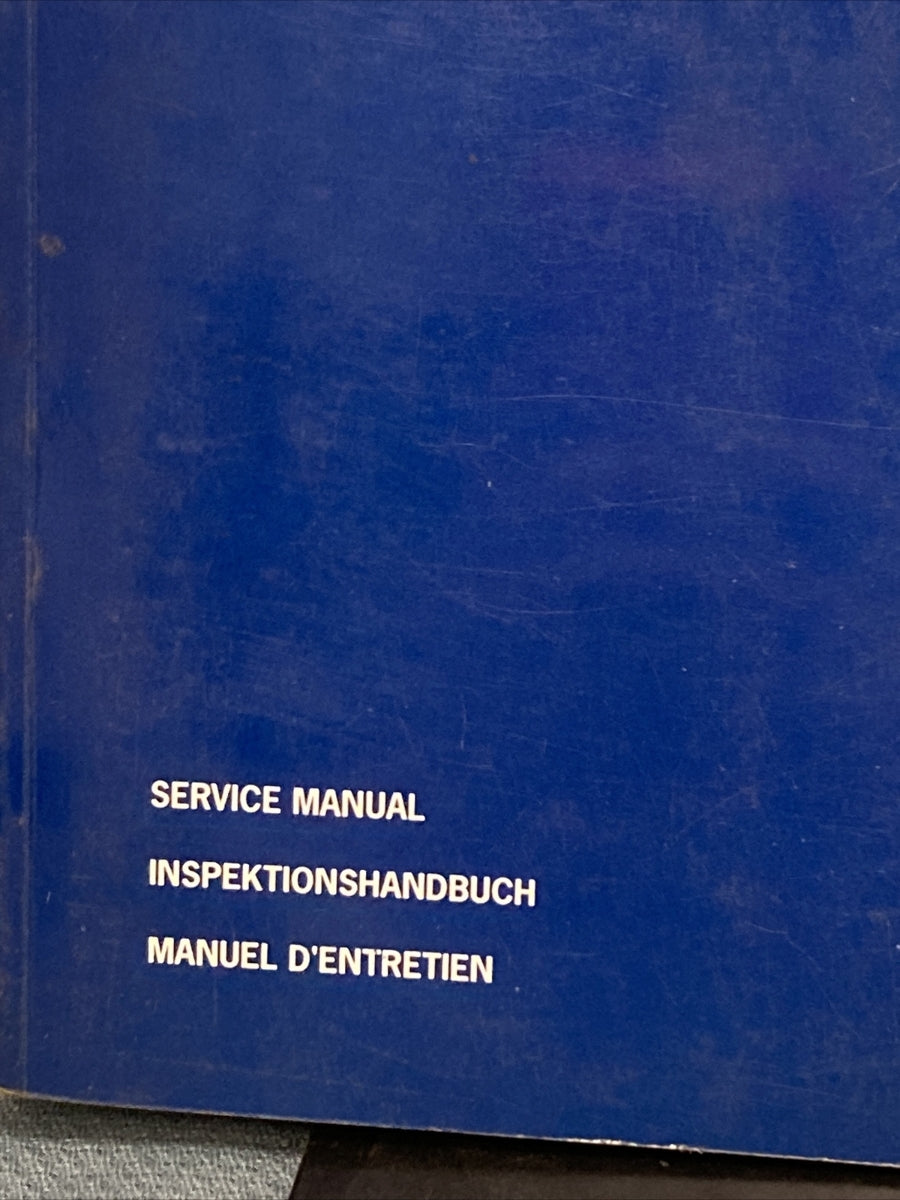 SERVICE MANUAL
INSPEKTIONSHANDBUCH
MANUEL D'ENTRETIEN